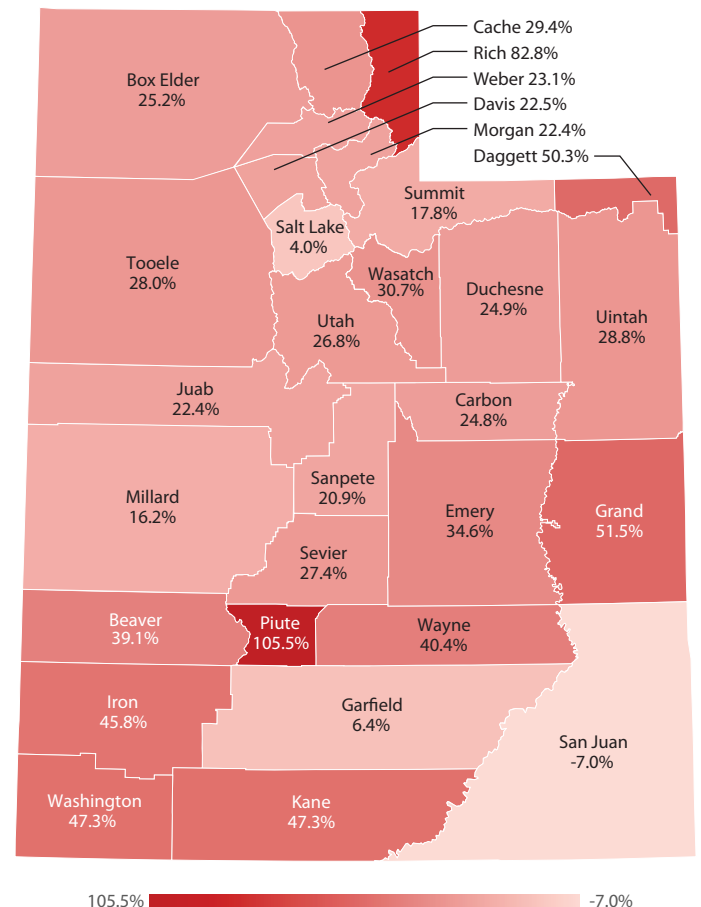 Cache 29.4%
Rich 82.8%
Weber 23.1%
Davis 22.5%
Morgan 22.4%
Daggett 50.3%
Box Elder
25.2%
Summit
17.8%
Salt Lake
4.0%
Tooele
28.0%
Wasatch
30.7%
Duchesne
24.9%
Uintah
28.8%
Utah
26.8%
Juab
22.4%
Carbon
24.8%
Sanpete
20.9%
Millard
16.2%
Emery
34.6%
Grand
51.5%
Sevier
27.4%
Beaver
39.1%
Piute
105.5%
Wayne
40.4%
Iron
45.8%
Garfield
6.4%
San Juan
-7.0%
Washington
47.3%
Kane
47.3%
105.5%
-7.0%